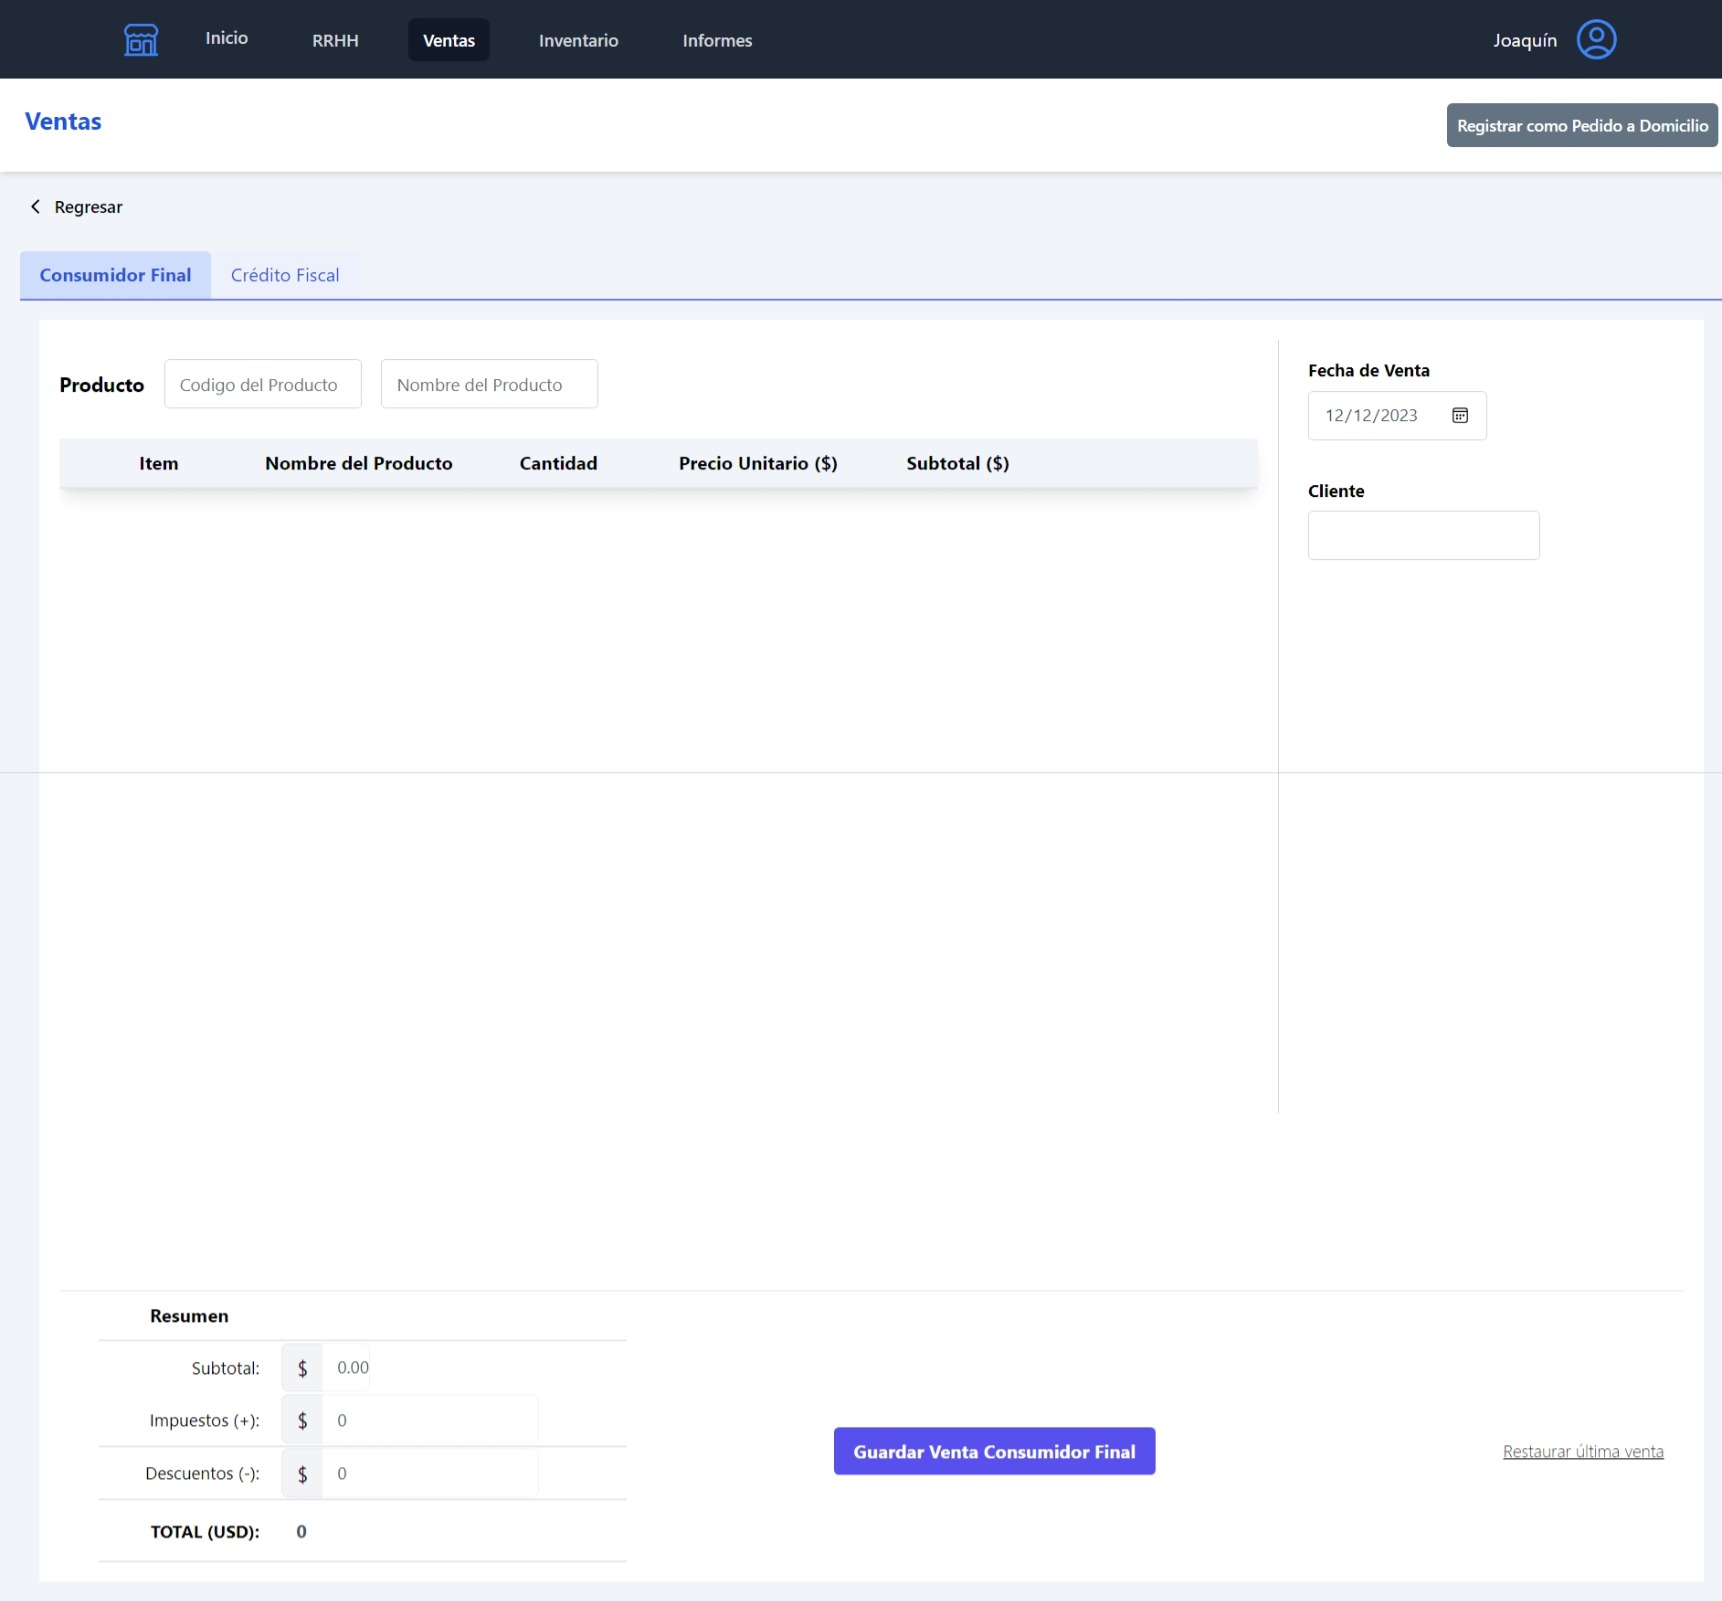 Inicio
RRHH
Ventas
Inventario
Informes
Joaquín
Ventas
Registrar como Pedido a Domicilio
Regresar
Consumidor Final
Crédito Fiscal
Producto
Codigo del Producto
Nombre del Producto
Item
Nombre del Producto
Cantidad
Precio Unitario ($)
Subtotal ($)
Fecha de Venta
12/12/2023
Cliente
Resumen
Subtotal: $ 0.00
Impuestos (+): $ 0
Descuentos (-): $ 0
TOTAL (USD): 0
Guardar Venta Consumidor Final
Restaurar última venta